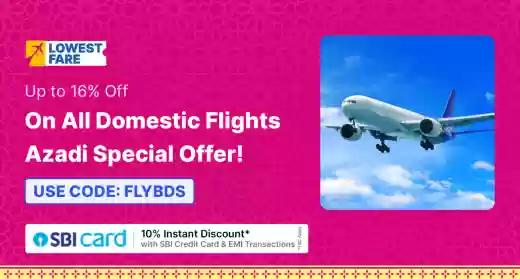 LOWEST
FARE
Up to 16% Off
On All Domestic Flights
Azadi Special Offer!
USE CODE: FLYBDS
SBI card
10% Instant Discount*
with SBI Credit Card & EMI Transactions